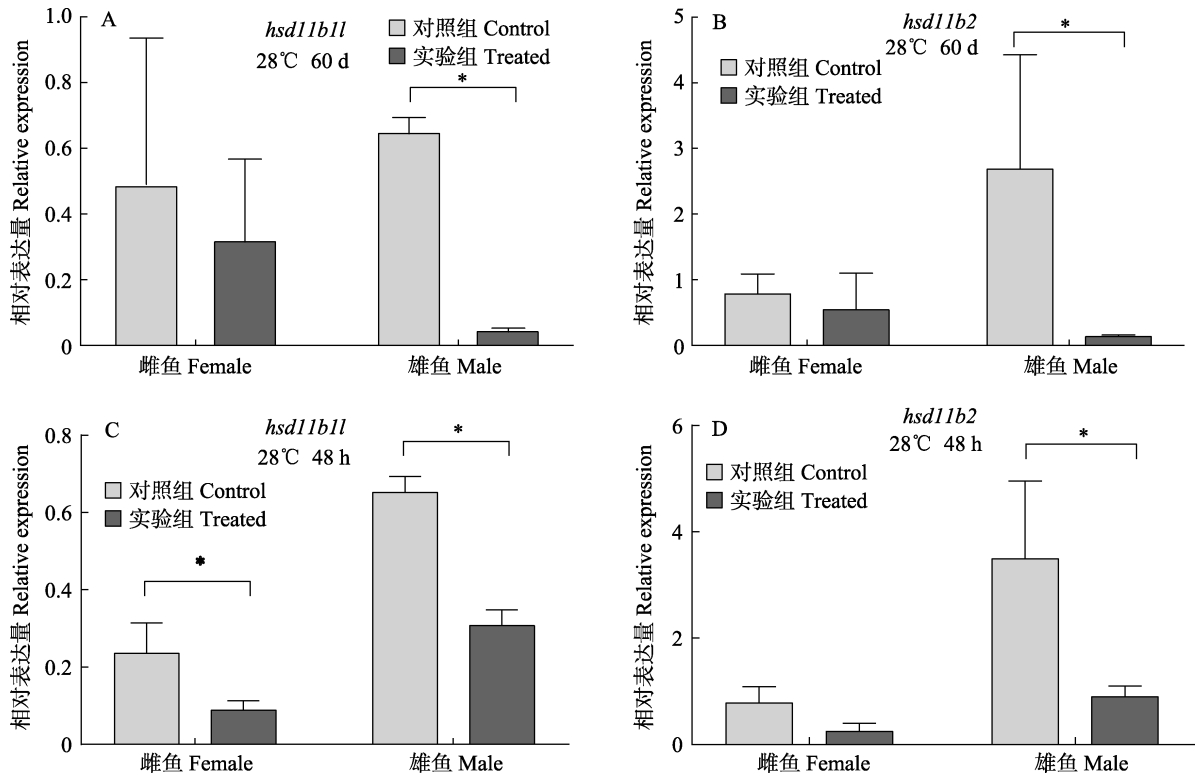 A
hsd11b1l
28℃ 60 d
对照组 Control
实验组 Treated
*
相对表达量 Relative expression
1.0
0.8
0.6
0.4
0.2
0
雌鱼 Female
雄鱼 Male
B
hsd11b2
28℃ 60 d
*
对照组 Control
实验组 Treated
相对表达量 Relative expression
5
4
3
2
1
0
雌鱼 Female
雄鱼 Male
C
hsd11b1l
28℃ 48 h
*
对照组 Control
实验组 Treated
*
相对表达量 Relative expression
0.8
0.6
0.4
0.2
0
雌鱼 Female
雄鱼 Male
D
hsd11b2
28℃ 48 h
*
对照组 Control
实验组 Treated
相对表达量 Relative expression
6
4
2
0
雌鱼 Female
雄鱼 Male